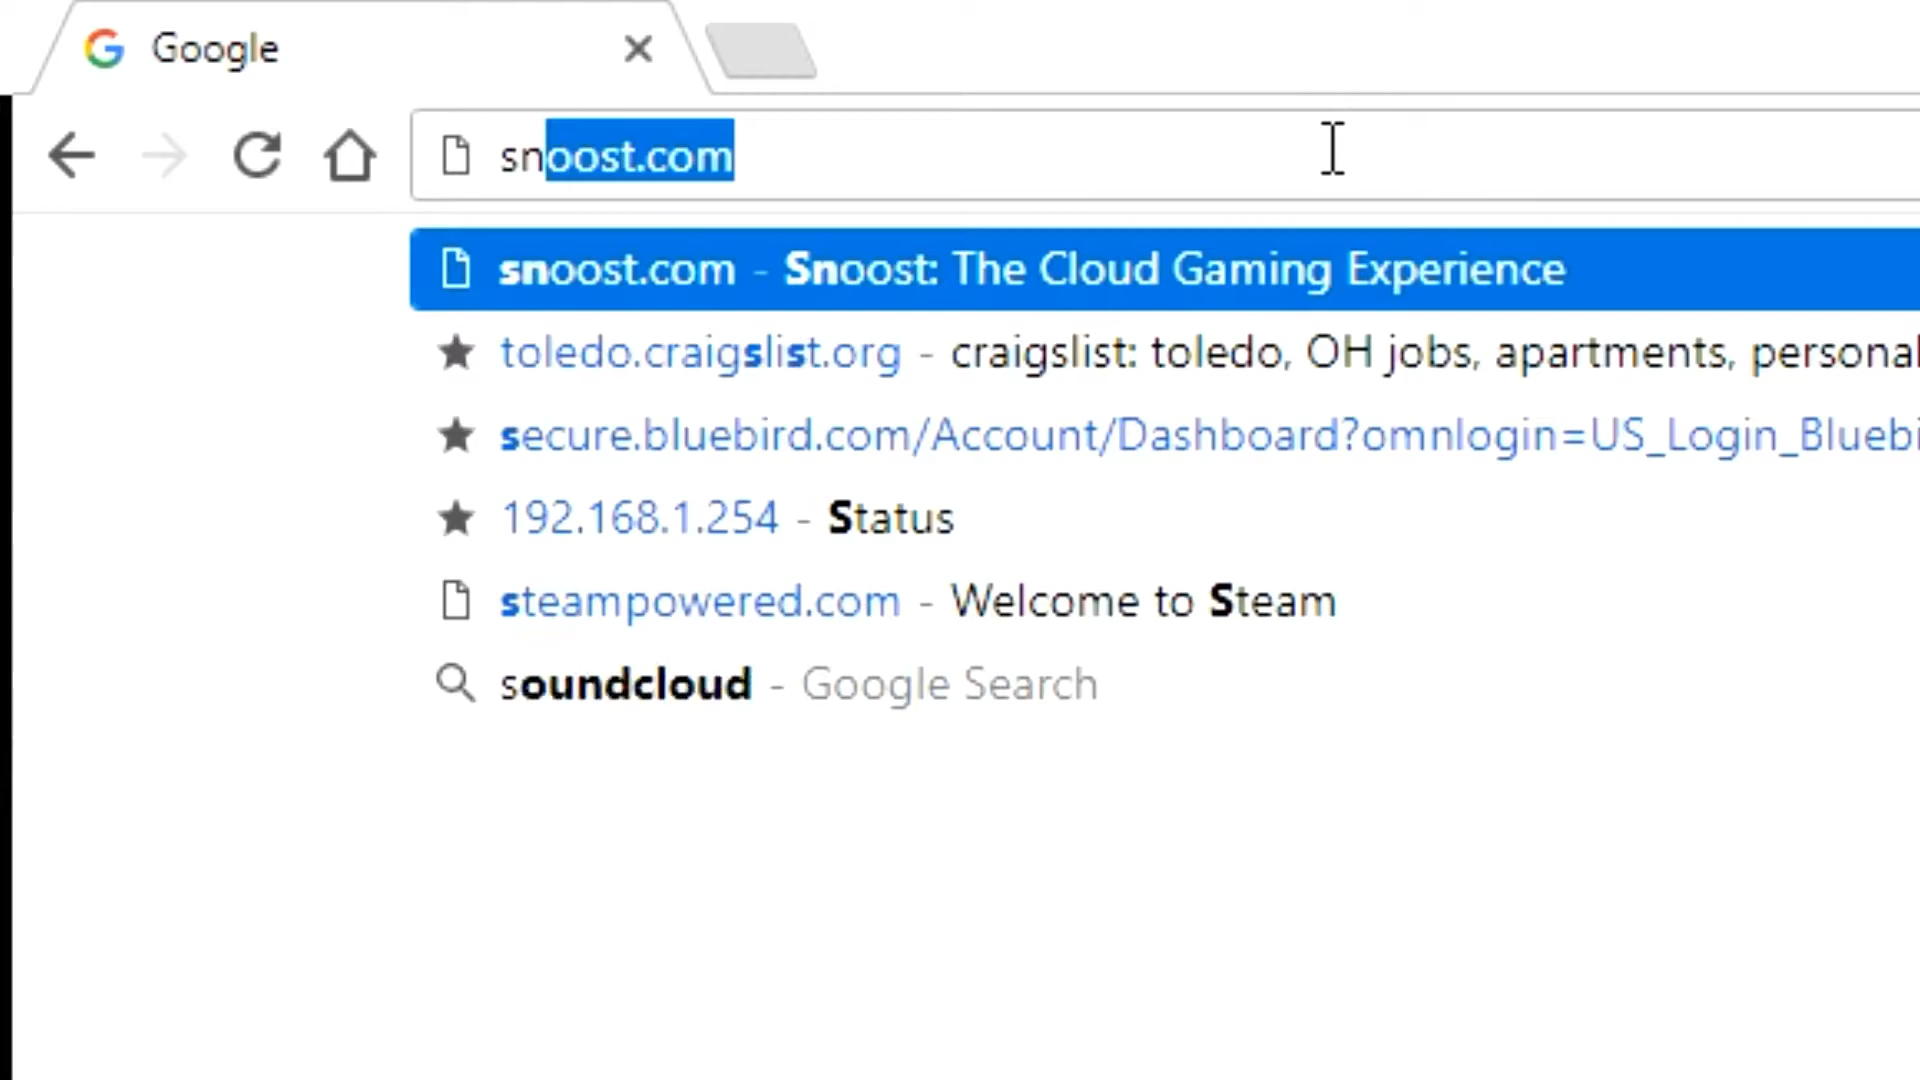 Google
snoost.com
snoost.com - Snoost: The Cloud Gaming Experience
toledo.craigslist.org - craigslist: toledo, OH jobs, apartments, personal
secure.bluebird.com/Account/Dashboard?omnlogin=US_Login_Bluebi
192.168.1.254 - Status
steampowered.com - Welcome to Steam
soundcloud - Google Search